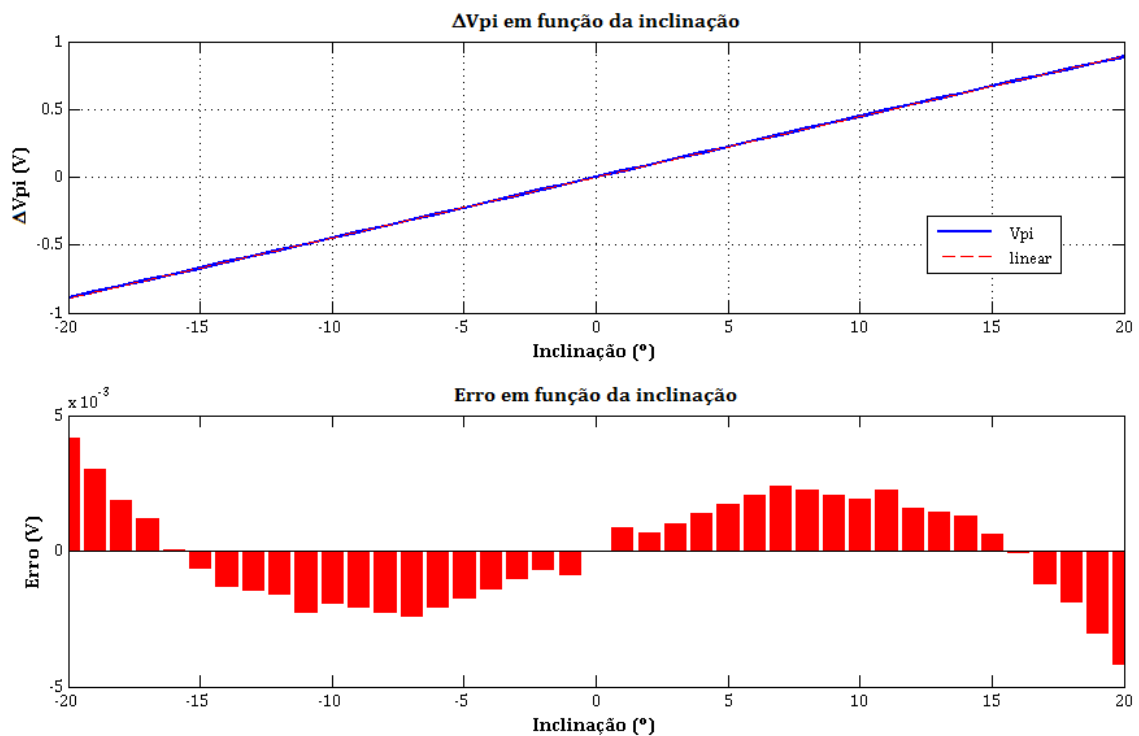 ΔVpi em função da inclinação
1
0.5
0
-0.5
-1
ΔVpi (V)
Vpi
linear
-20 -15 -10 -5 0 5 10 15 20
Inclinação (º)
Erro em função da inclinação
x 10⁻³
5
0
-5
Erro (V)
-20 -15 -10 -5 0 5 10 15 20
Inclinação (º)